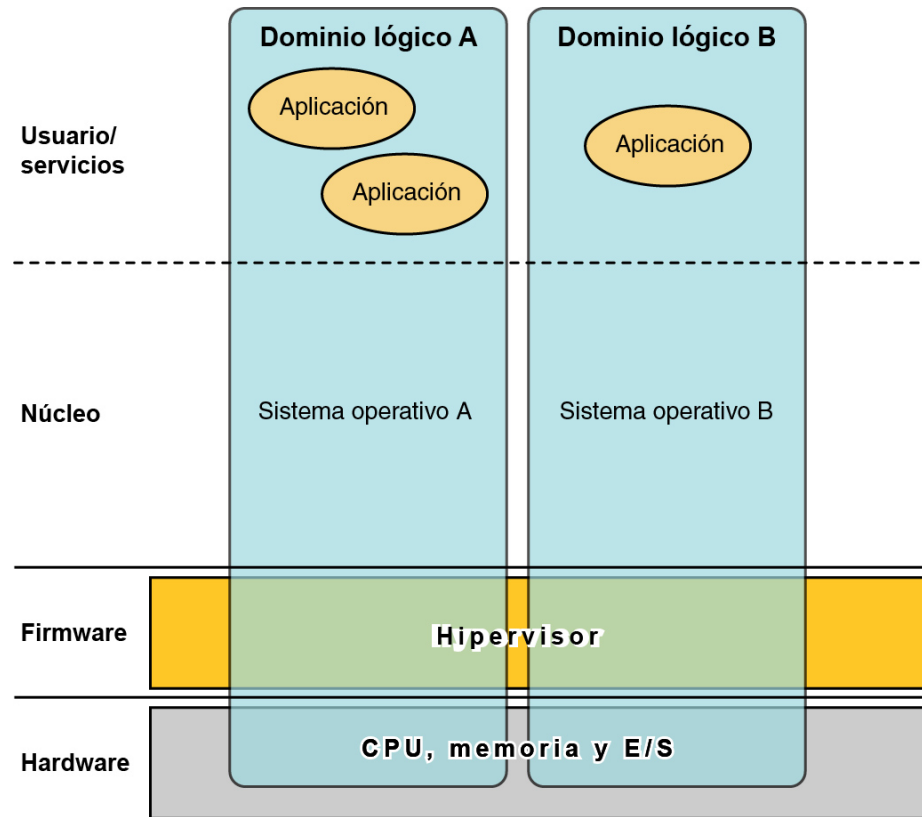 Dominio lógico A
Dominio lógico B
Aplicación
Aplicación
Aplicación
Usuario/
servicios
Núcleo
Sistema operativo A
Sistema operativo B
Firmware
Hipervisor
Hardware
CPU, memoria y E/S